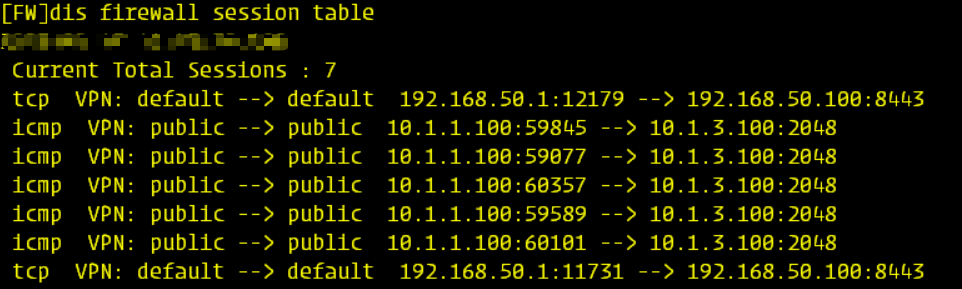 [FW]dis firewall session table
Current Total Sessions : 7
tcp VPN: default --> default 192.168.50.1:12179 --> 192.168.50.100:8443
icmp VPN: public --> public 10.1.1.100:59845 --> 10.1.3.100:2048
icmp VPN: public --> public 10.1.1.100:59077 --> 10.1.3.100:2048
icmp VPN: public --> public 10.1.1.100:60357 --> 10.1.3.100:2048
icmp VPN: public --> public 10.1.1.100:59589 --> 10.1.3.100:2048
icmp VPN: public --> public 10.1.1.100:60101 --> 10.1.3.100:2048
tcp VPN: default --> default 192.168.50.1:11731 --> 192.168.50.100:8443